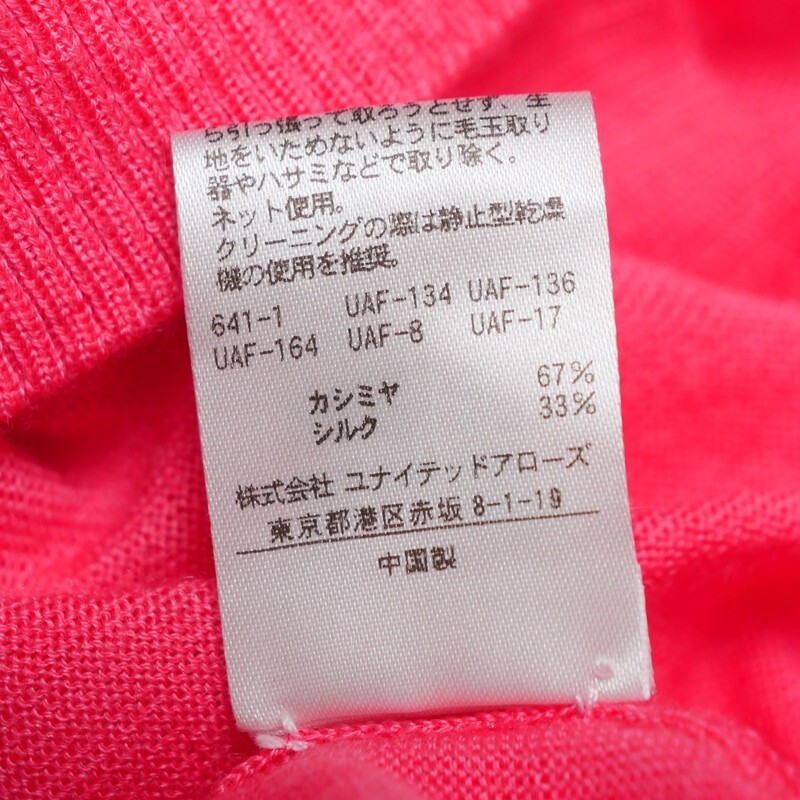 ら引っ張って取ろうとせず、生
地をいためないように毛玉取り
器やハサミなどで取り除く。
ネット使用。
クリーニングの際は静止型乾燥
機の使用を推奨。
641-1 UAF-134 UAF-136
UAF-164 UAF-8 UAF-17
カシミヤ 67%
シルク 33%
株式会社 ユナイテッドアローズ
東京都港区赤坂 8-1-19
中国製